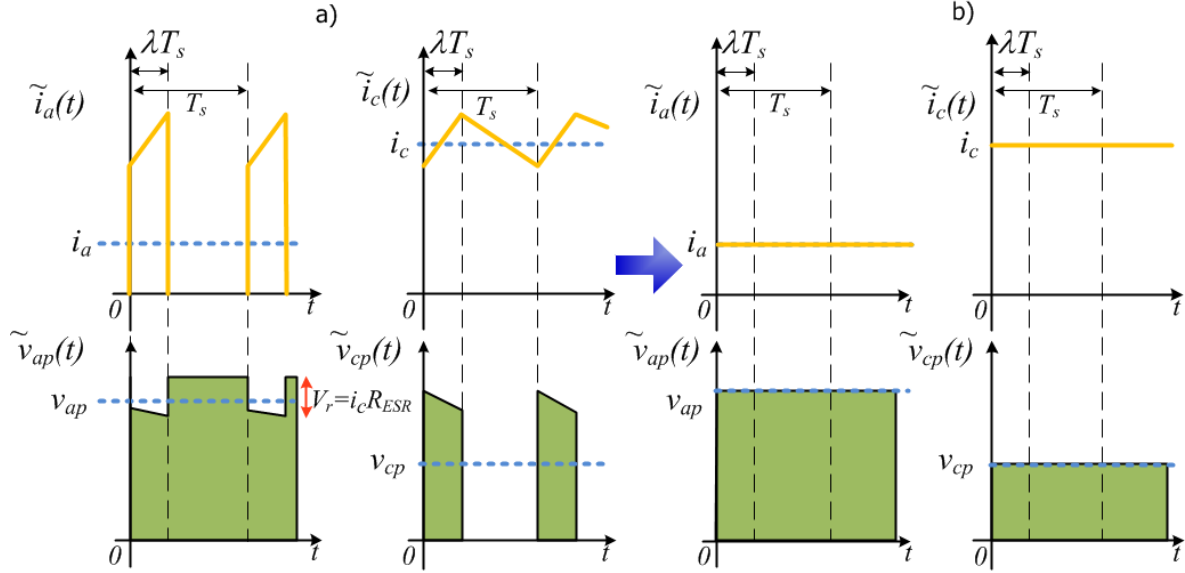 a)
b)
λTs
λTs
λTs
λTs
ĩa(t)
Ts
ĩc(t)
Ts
ĩa(t)
Ts
ĩc(t)
Ts
ic
ic
ia
ia
0
t
0
t
0
t
0
t
ṽap(t)
ṽcp(t)
ṽap(t)
ṽcp(t)
vap
Vr=icRESR
vap
vcp
vcp
0
t
0
t
0
t
0
t